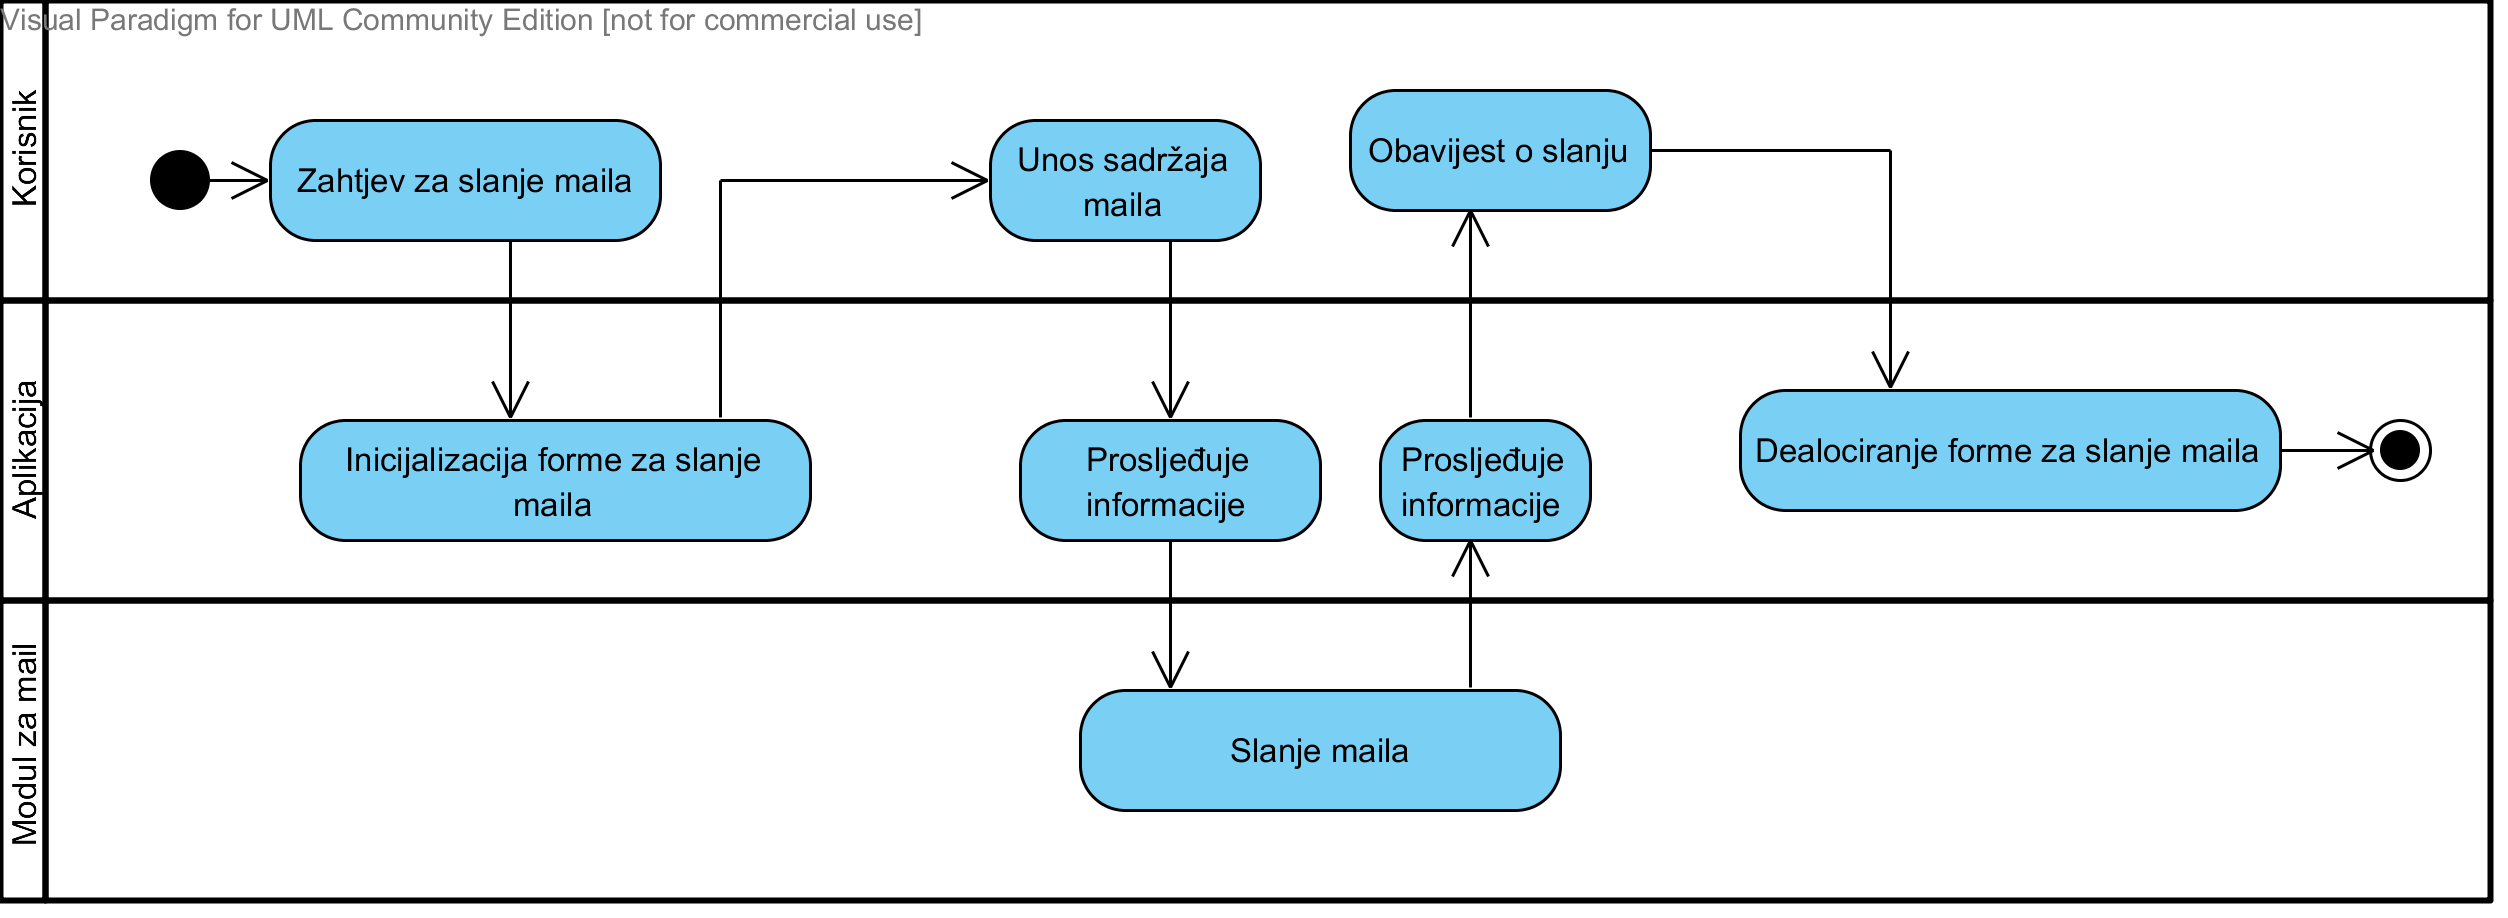 Visual Paradigm for UML Community Edition [not for commercial use]
Korisnik
Zahtjev za slanje maila
Unos sadržaja
maila
Obavijest o slanju
Aplikacija
Inicijalizacija forme za slanje
maila
Prosljeđuje
informacije
Prosljeđuje
informacije
Dealociranje forme za slanje maila
Modul za mail
Slanje maila